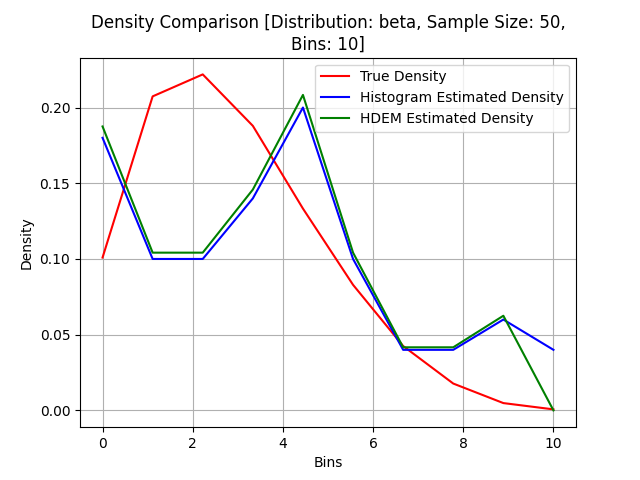 Density Comparison [Distribution: beta, Sample Size: 50,
Bins: 10]
True Density
Histogram Estimated Density
HDEM Estimated Density
Density
0.20
0.15
0.10
0.05
0.00
0 2 4 6 8 10
Bins